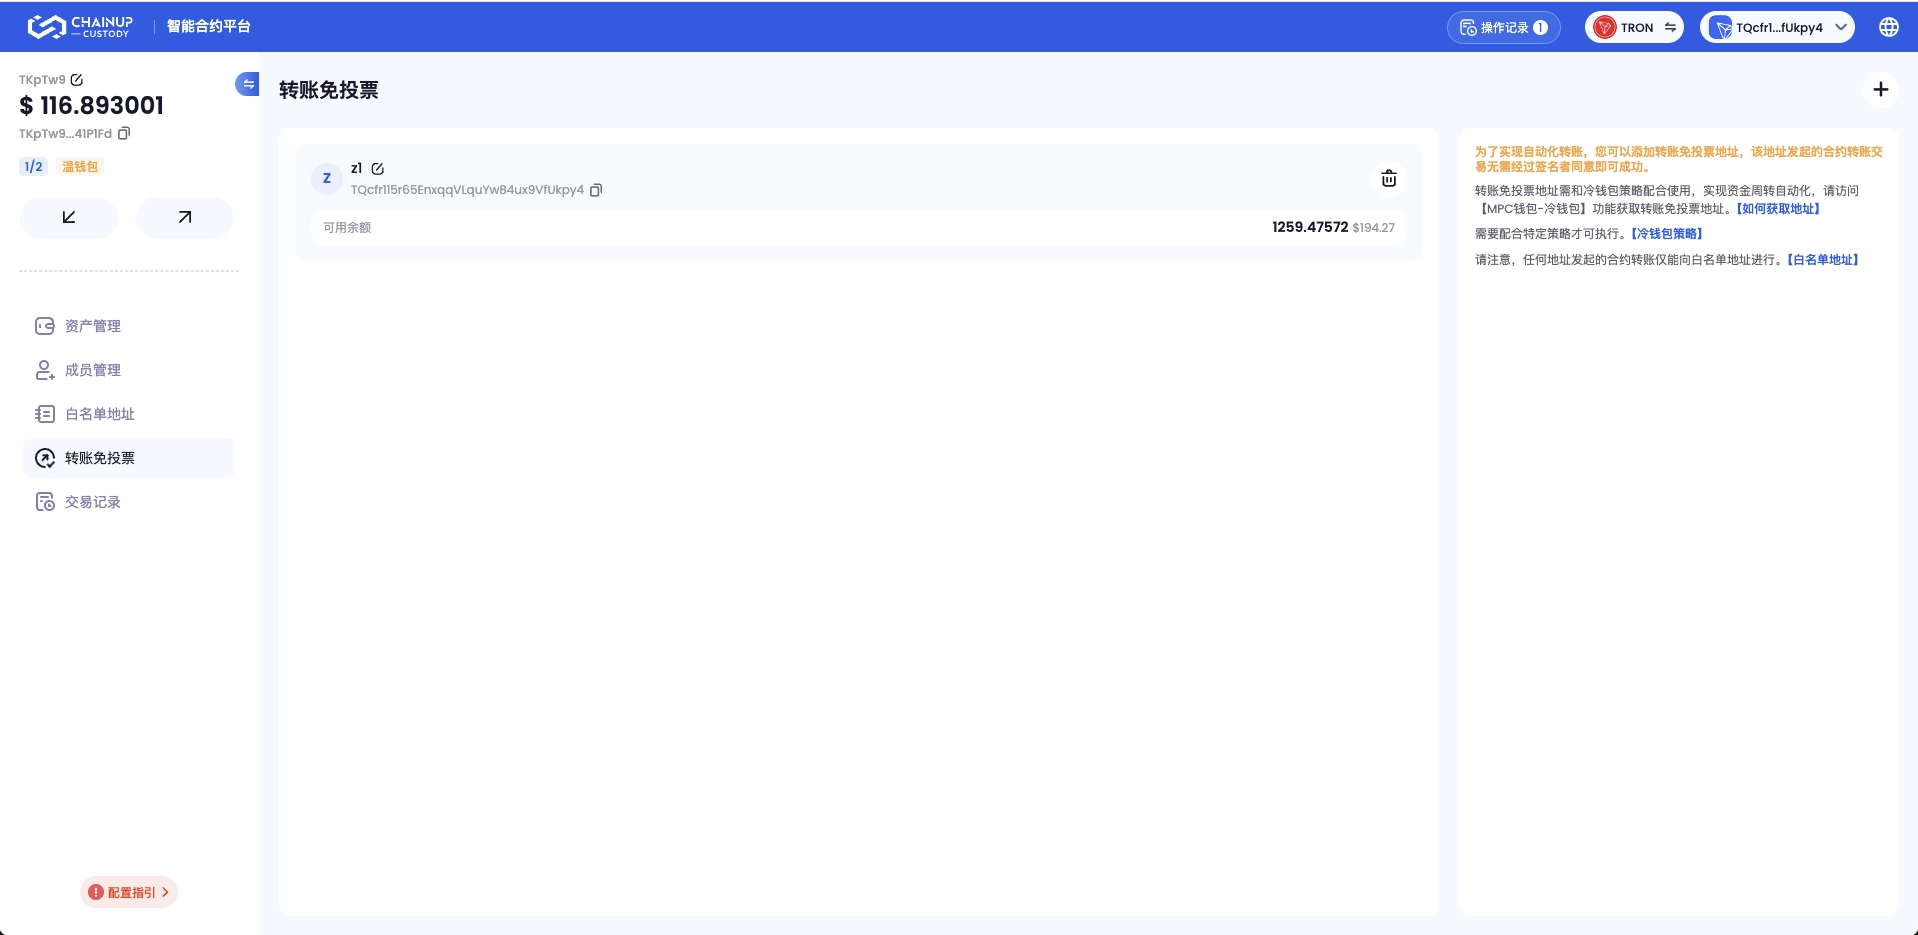 CHAINUP
CUSTODY
智能合约平台
操作记录 1
TRON
TQcfr1...fUkpy4
TKpTw9
$ 116.893001
TKpTw9...41P1Fd
1/2
温钱包
资产管理
成员管理
白名单地址
转账免投票
交易记录
配置指引
转账免投票
Z
z1
TQcfr115r65EnxqqVLquYw84ux9VfUkpy4
可用余额
1259.47572 $194.27
为了实现自动化转账，您可以添加转账免投票地址，该地址发起的合约转账交
易无需经过签名者同意即可成功。
转账免投票地址需和冷钱包策略配合使用，实现资金周转自动化，请访问
【MPC钱包-冷钱包】功能获取转账免投票地址。【如何获取地址】
需要配合特定策略才可执行。【冷钱包策略】
请注意，任何地址发起的合约转账仅能向白名单地址进行。【白名单地址】